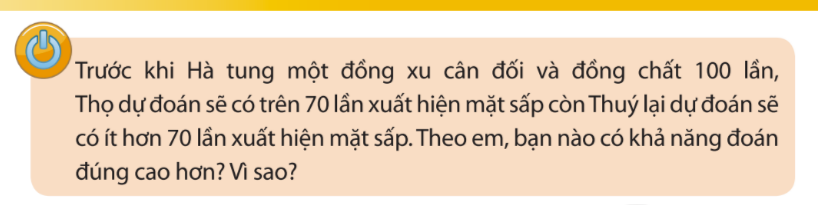 Trước khi Hà tung một đồng xu cân đối và đồng chất 100 lần,
Thọ dự đoán sẽ có trên 70 lần xuất hiện mặt sấp còn Thuý lại dự đoán sẽ
có ít hơn 70 lần xuất hiện mặt sấp. Theo em, bạn nào có khả năng đoán
đúng cao hơn? Vì sao?